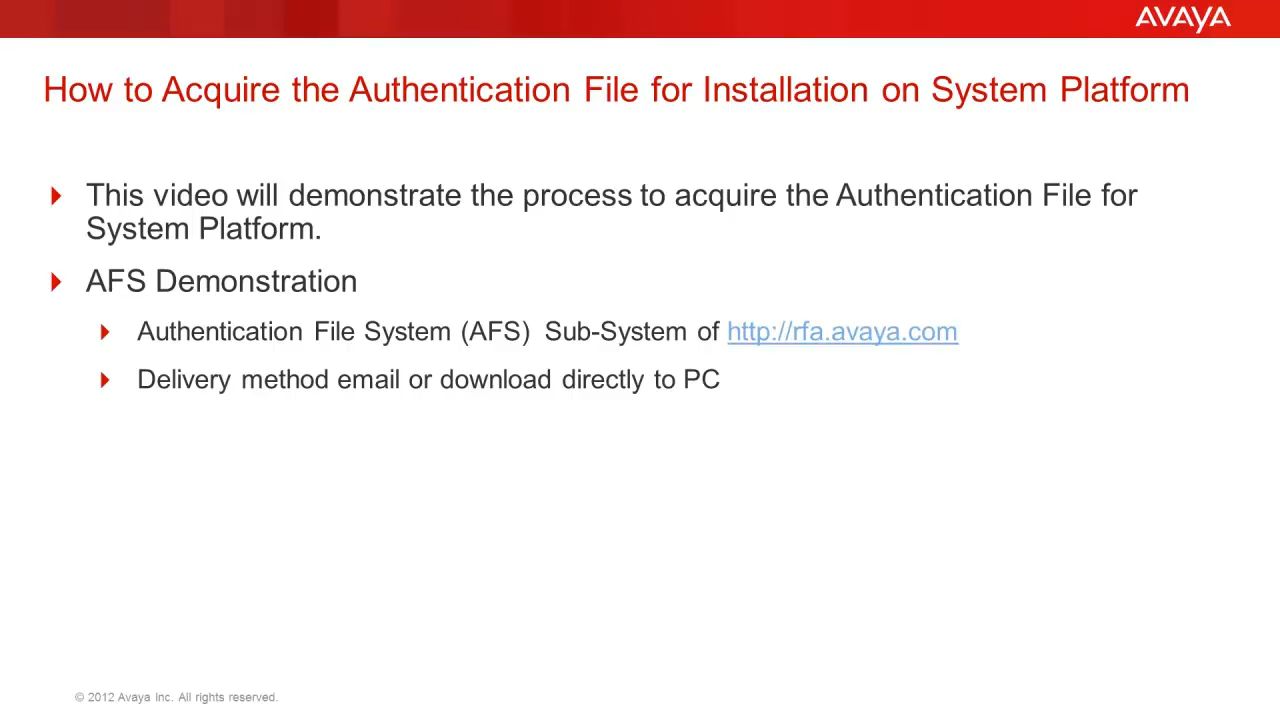 AVAYA
How to Acquire the Authentication File for Installation on System Platform
This video will demonstrate the process to acquire the Authentication File for
System Platform.
AFS Demonstration
Authentication File System (AFS) Sub-System of http://rfa.avaya.com
Delivery method email or download directly to PC
© 2012 Avaya Inc. All rights reserved.